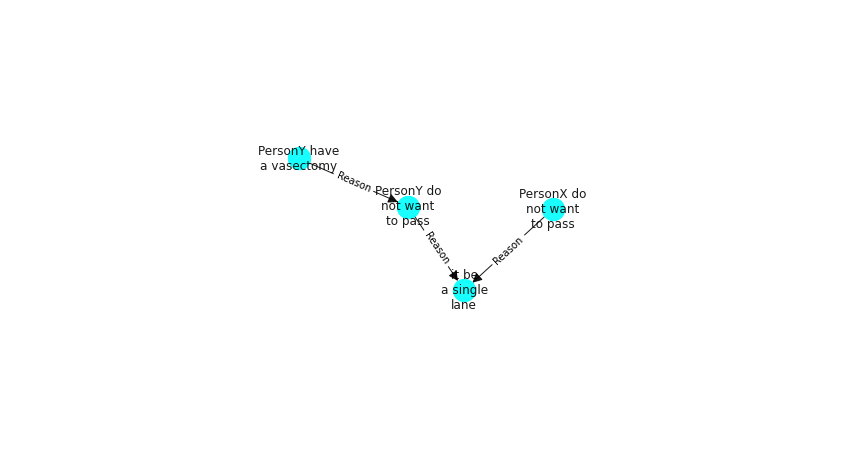 PersonY have
a vasectomy
Reason
PersonY do
not want
to pass
PersonX do
not want
to pass
Reason
Reason
it be
a single
lane